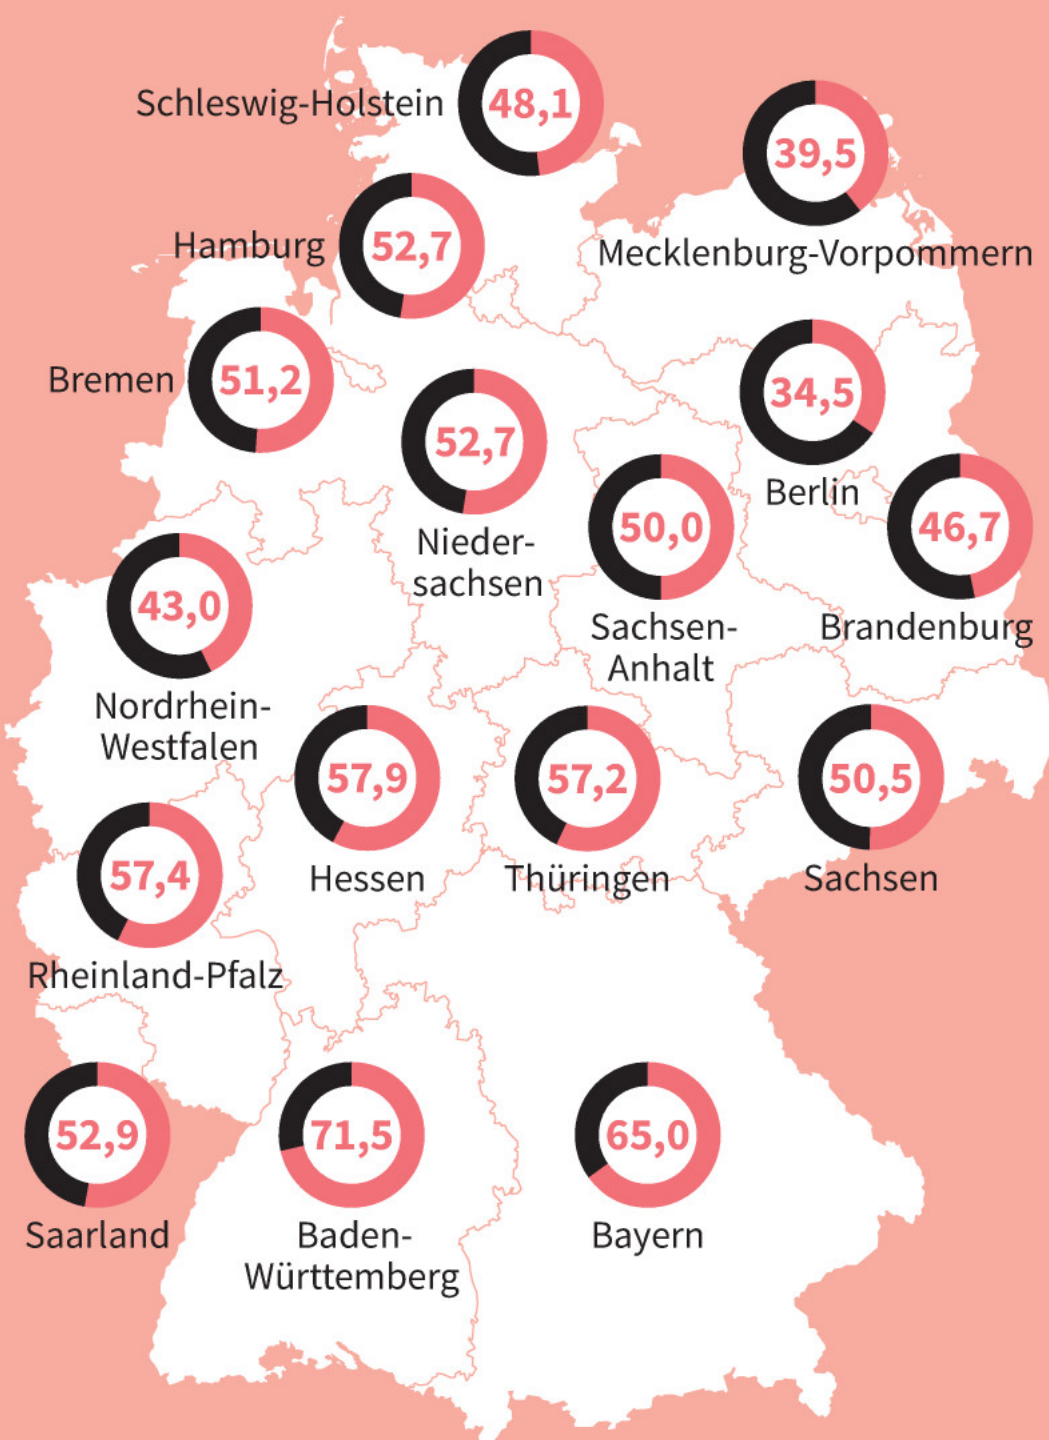 Schleswig-Holstein
48,1
39,5
Mecklenburg-Vorpommern
Hamburg
52,7
Bremen
51,2
34,5
Berlin
52,7
Nieder-
sachsen
50,0
Sachsen-
Anhalt
46,7
Brandenburg
43,0
Nordrhein-
Westfalen
57,9
Hessen
57,2
Thüringen
50,5
Sachsen
57,4
Rheinland-Pfalz
52,9
Saarland
71,5
Baden-
Württemberg
65,0
Bayern